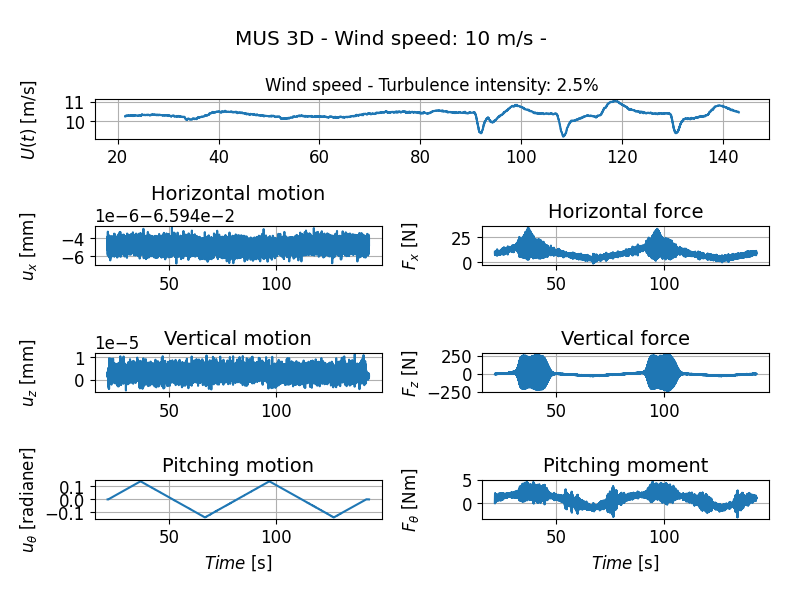 MUS 3D - Wind speed: 10 m/s -
Wind speed - Turbulence intensity: 2.5%
U(t) [m/s]
11
10
20 40 60 80 100 120 140
Horizontal motion
1e−6−6.594e−2
u_x [mm]
−4
−6
50 100
Horizontal force
F_x [N]
25
0
50 100
Vertical motion
1e−5
u_z [mm]
1
0
50 100
Vertical force
F_z [N]
250
0
−250
50 100
Pitching motion
u_θ [radianer]
0.1
0.1
0.0
−0.1
50 100
Time [s]
Pitching moment
F_θ [Nm]
5
0
50 100
Time [s]